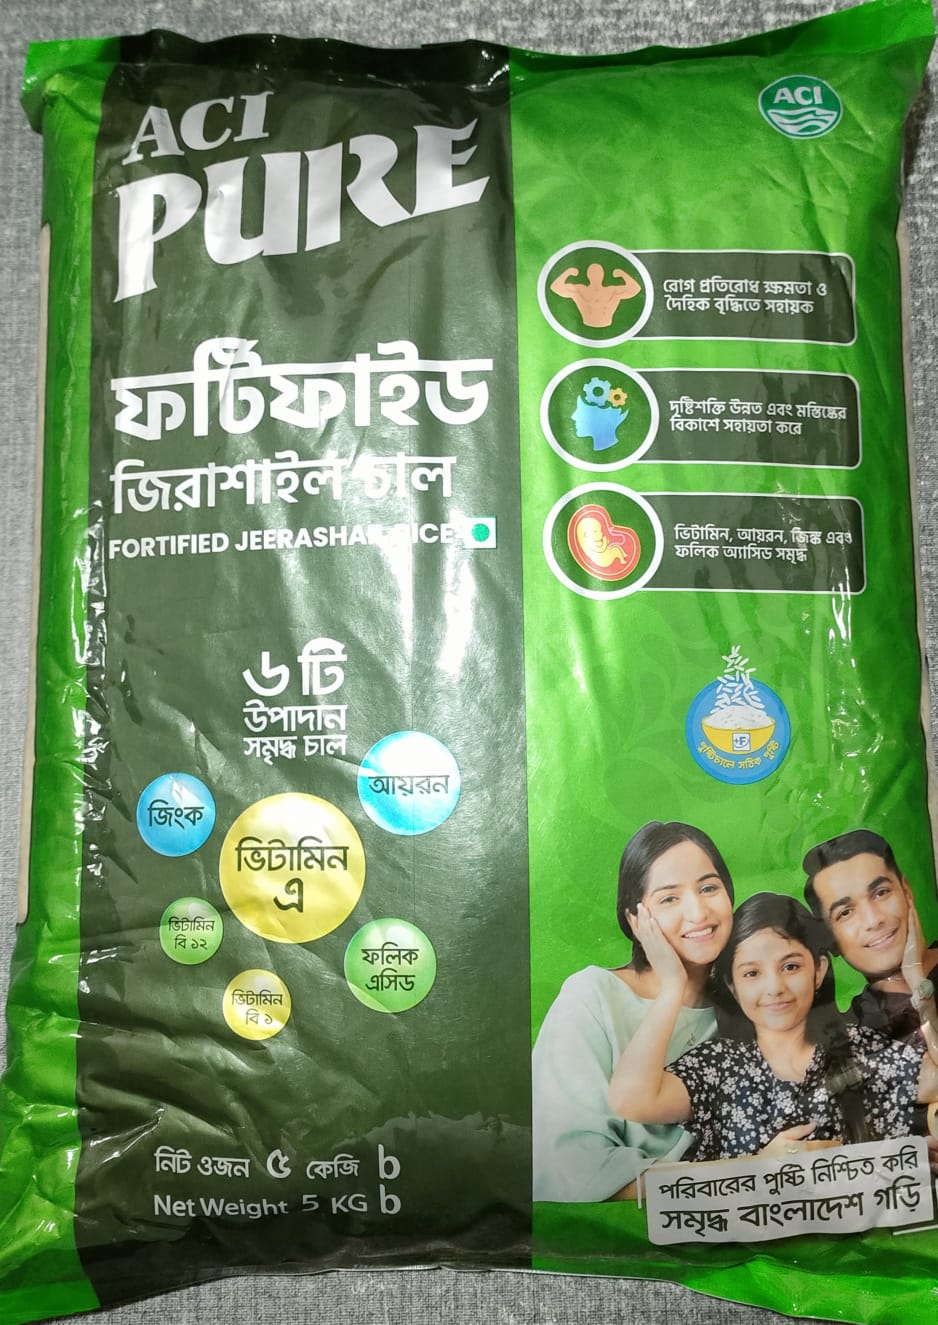 ACI
PURE
ফর্টিফাইড
জিরাশাইল চাল
FORTIFIED JEERASHAIL RICE
৬ টি
উপাদান
সমৃদ্ধ চাল
জিংক
আয়রন
ভিটামিন
এ
ভিটামিন
বি ১২
ফলিক
এসিড
ভিটামিন
বি ১
নিট ওজন ৫ কেজি b
Net Weight 5 KG b
ACI
রোগ প্রতিরোধ ক্ষমতা ও
দৈহিক বৃদ্ধিতে সহায়ক
দৃষ্টিশক্তি উন্নত এবং মস্তিষ্কের
বিকাশে সহায়তা করে
ভিটামিন, আয়রন, জিঙ্ক এবং
ফলিক অ্যাসিড সমৃদ্ধ
+F
পুষ্টিচালে সঠিক পুষ্টি
পরিবারের পুষ্টি নিশ্চিত করি
সমৃদ্ধ বাংলাদেশ গড়ি